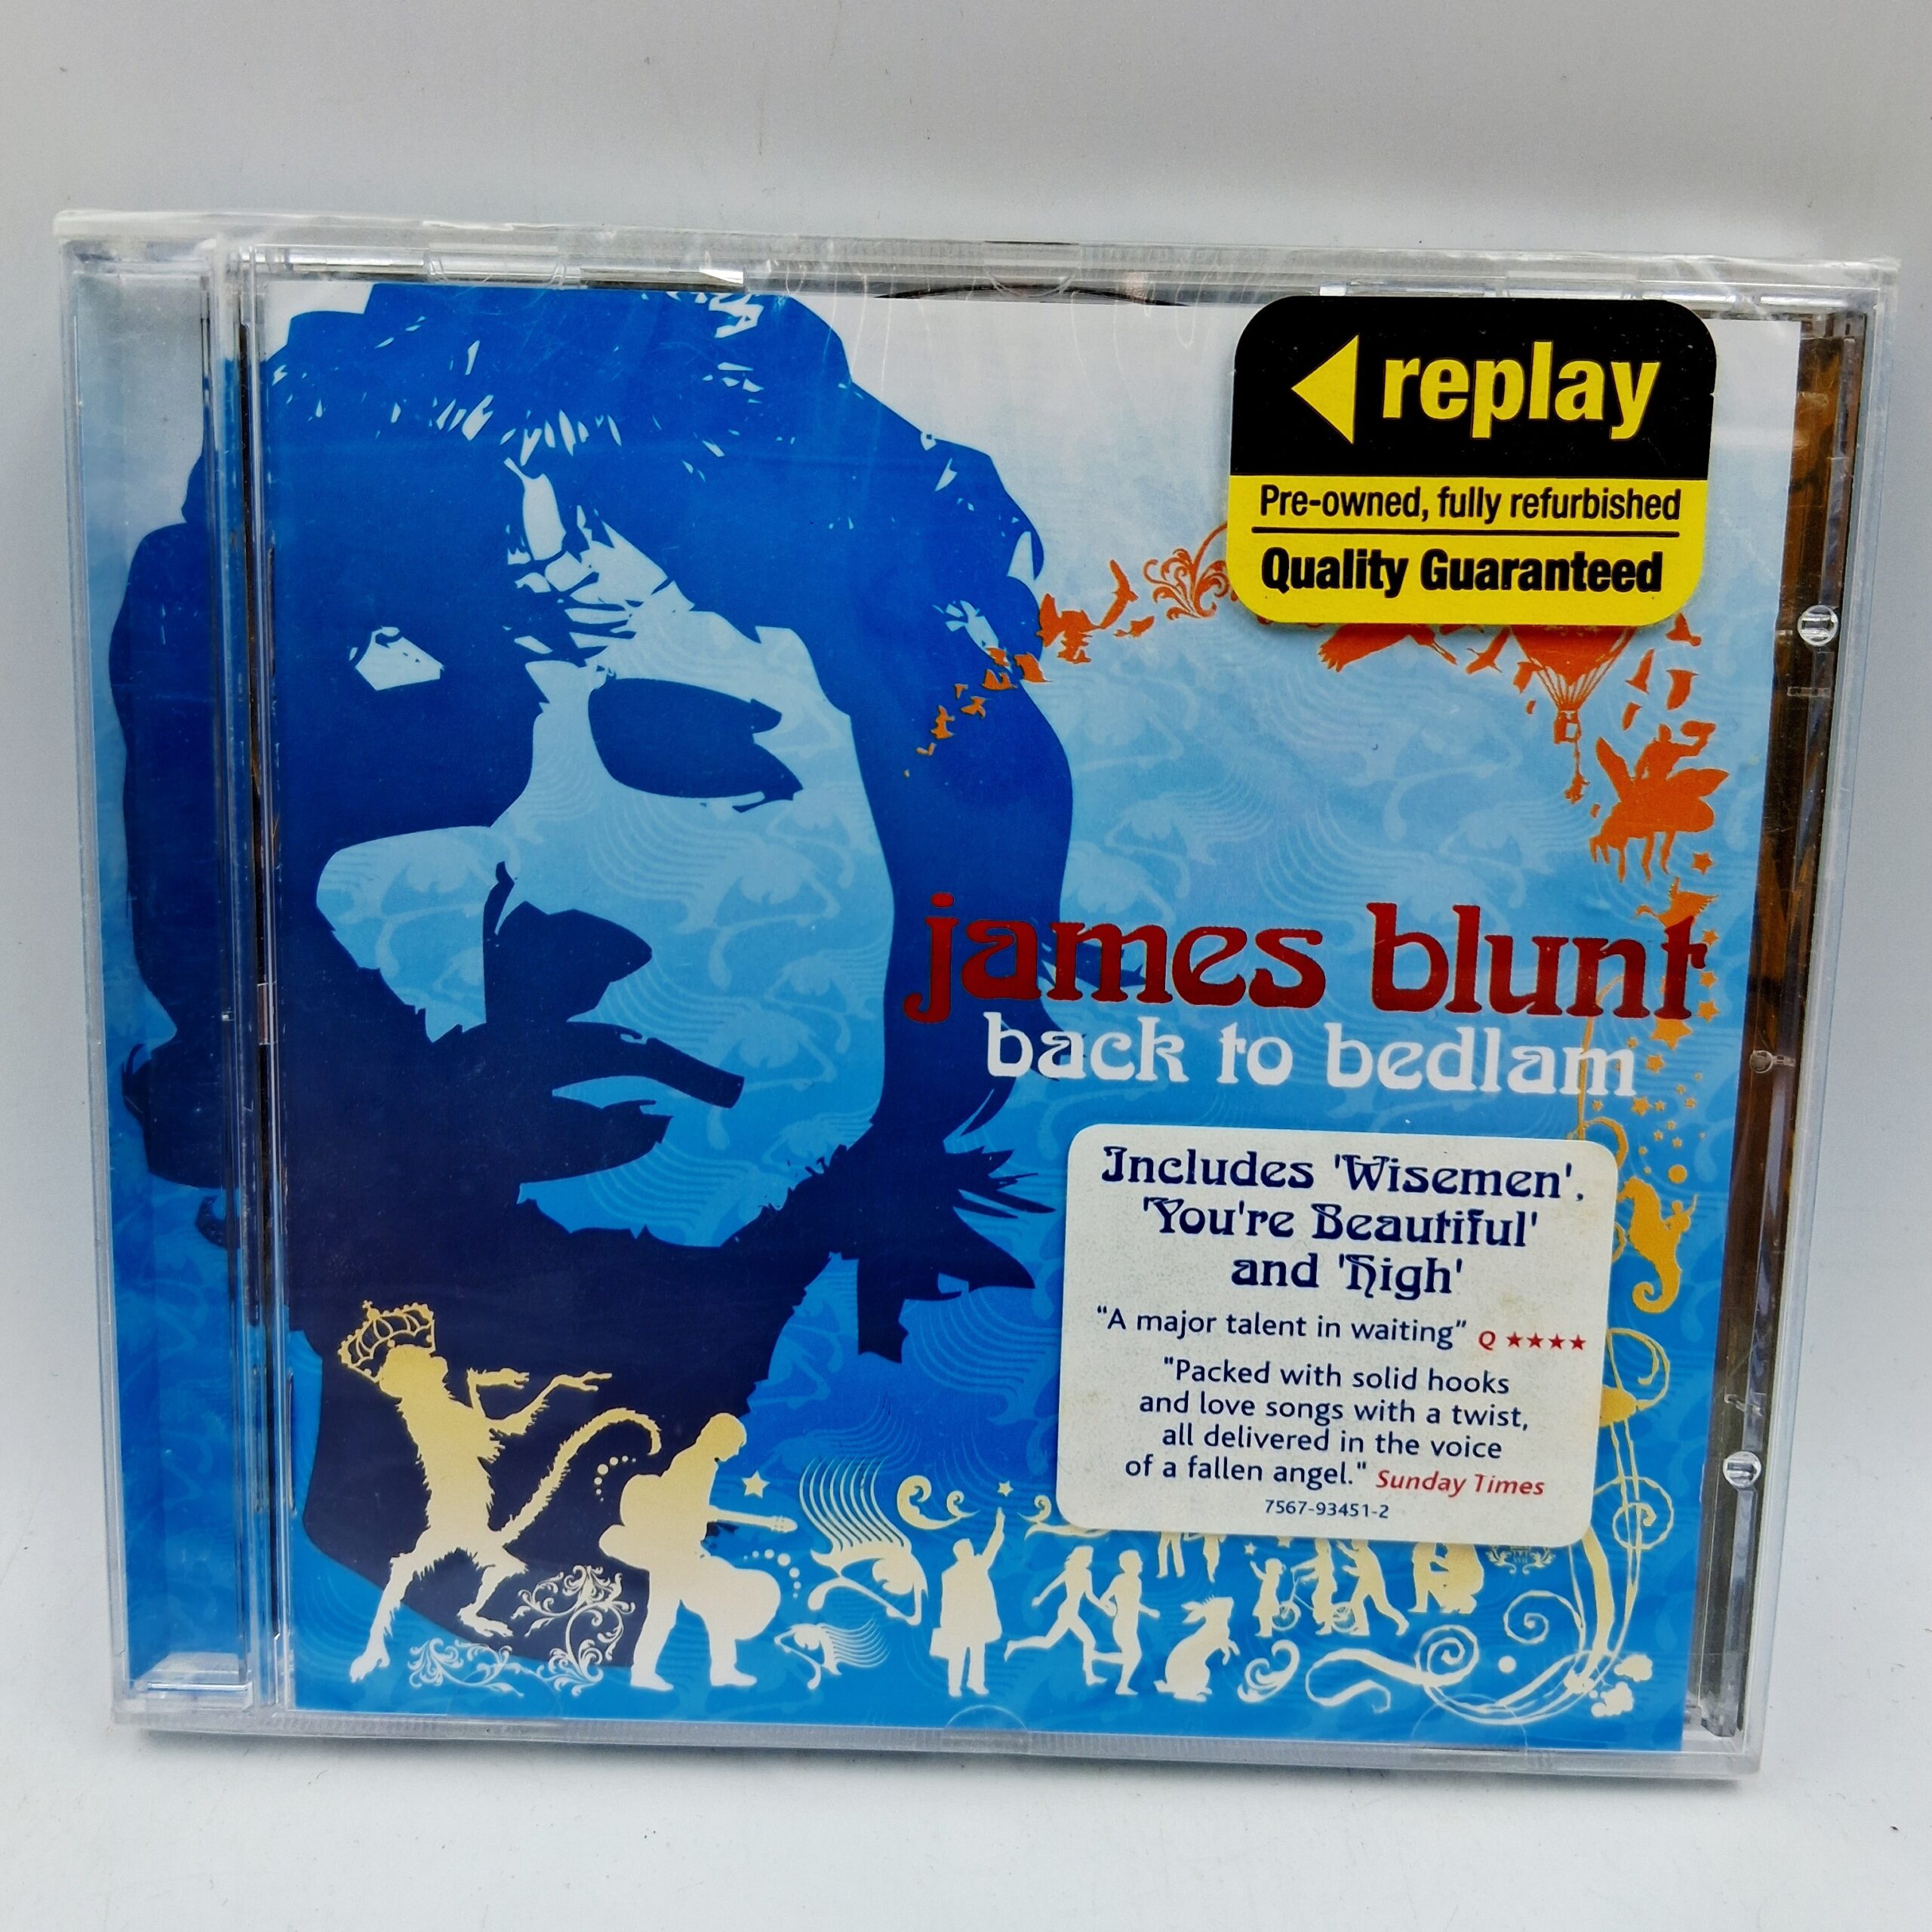 replay
Pre-owned, fully refurbished
Quality Guaranteed
james blunt
back to bedlam
Includes 'Wisemen',
'You're Beautiful'
and 'High'
"A major talent in waiting" Q ★★★★
"Packed with solid hooks
and love songs with a twist,
all delivered in the voice
of a fallen angel." Sunday Times
7567-93451-2